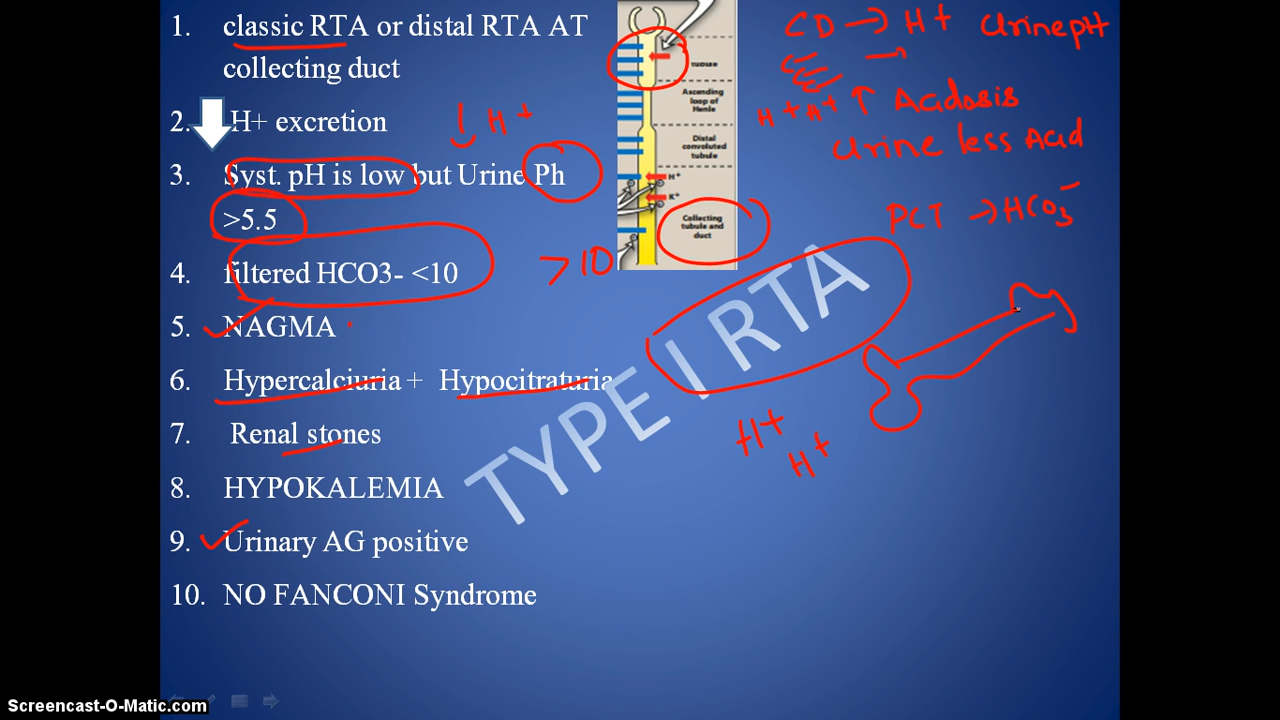 1. classic RTA or distal RTA AT
collecting duct
2. H+ excretion
! H+
3. Syst. pH is low but Urine Ph
>5.5
4. filtered HCO3- <10
>10
5. NAGMA
6. Hypercalciuria + Hypocitraturia
7. Renal stones
8. HYPOKALEMIA
9. Urinary AG positive
10. NO FANCONI Syndrome
TYPE I RTA
tubule
Ascending
loop of
Henle
Distal
convoluted
tubule
H+
K+
Collecting
tubule and
duct
CD → H+ Urine pH
→
H+ H+ ↑ Acidosis
Urine less Acid
PCT → HCO3-
H+
H+
Screencast-O-Matic.com